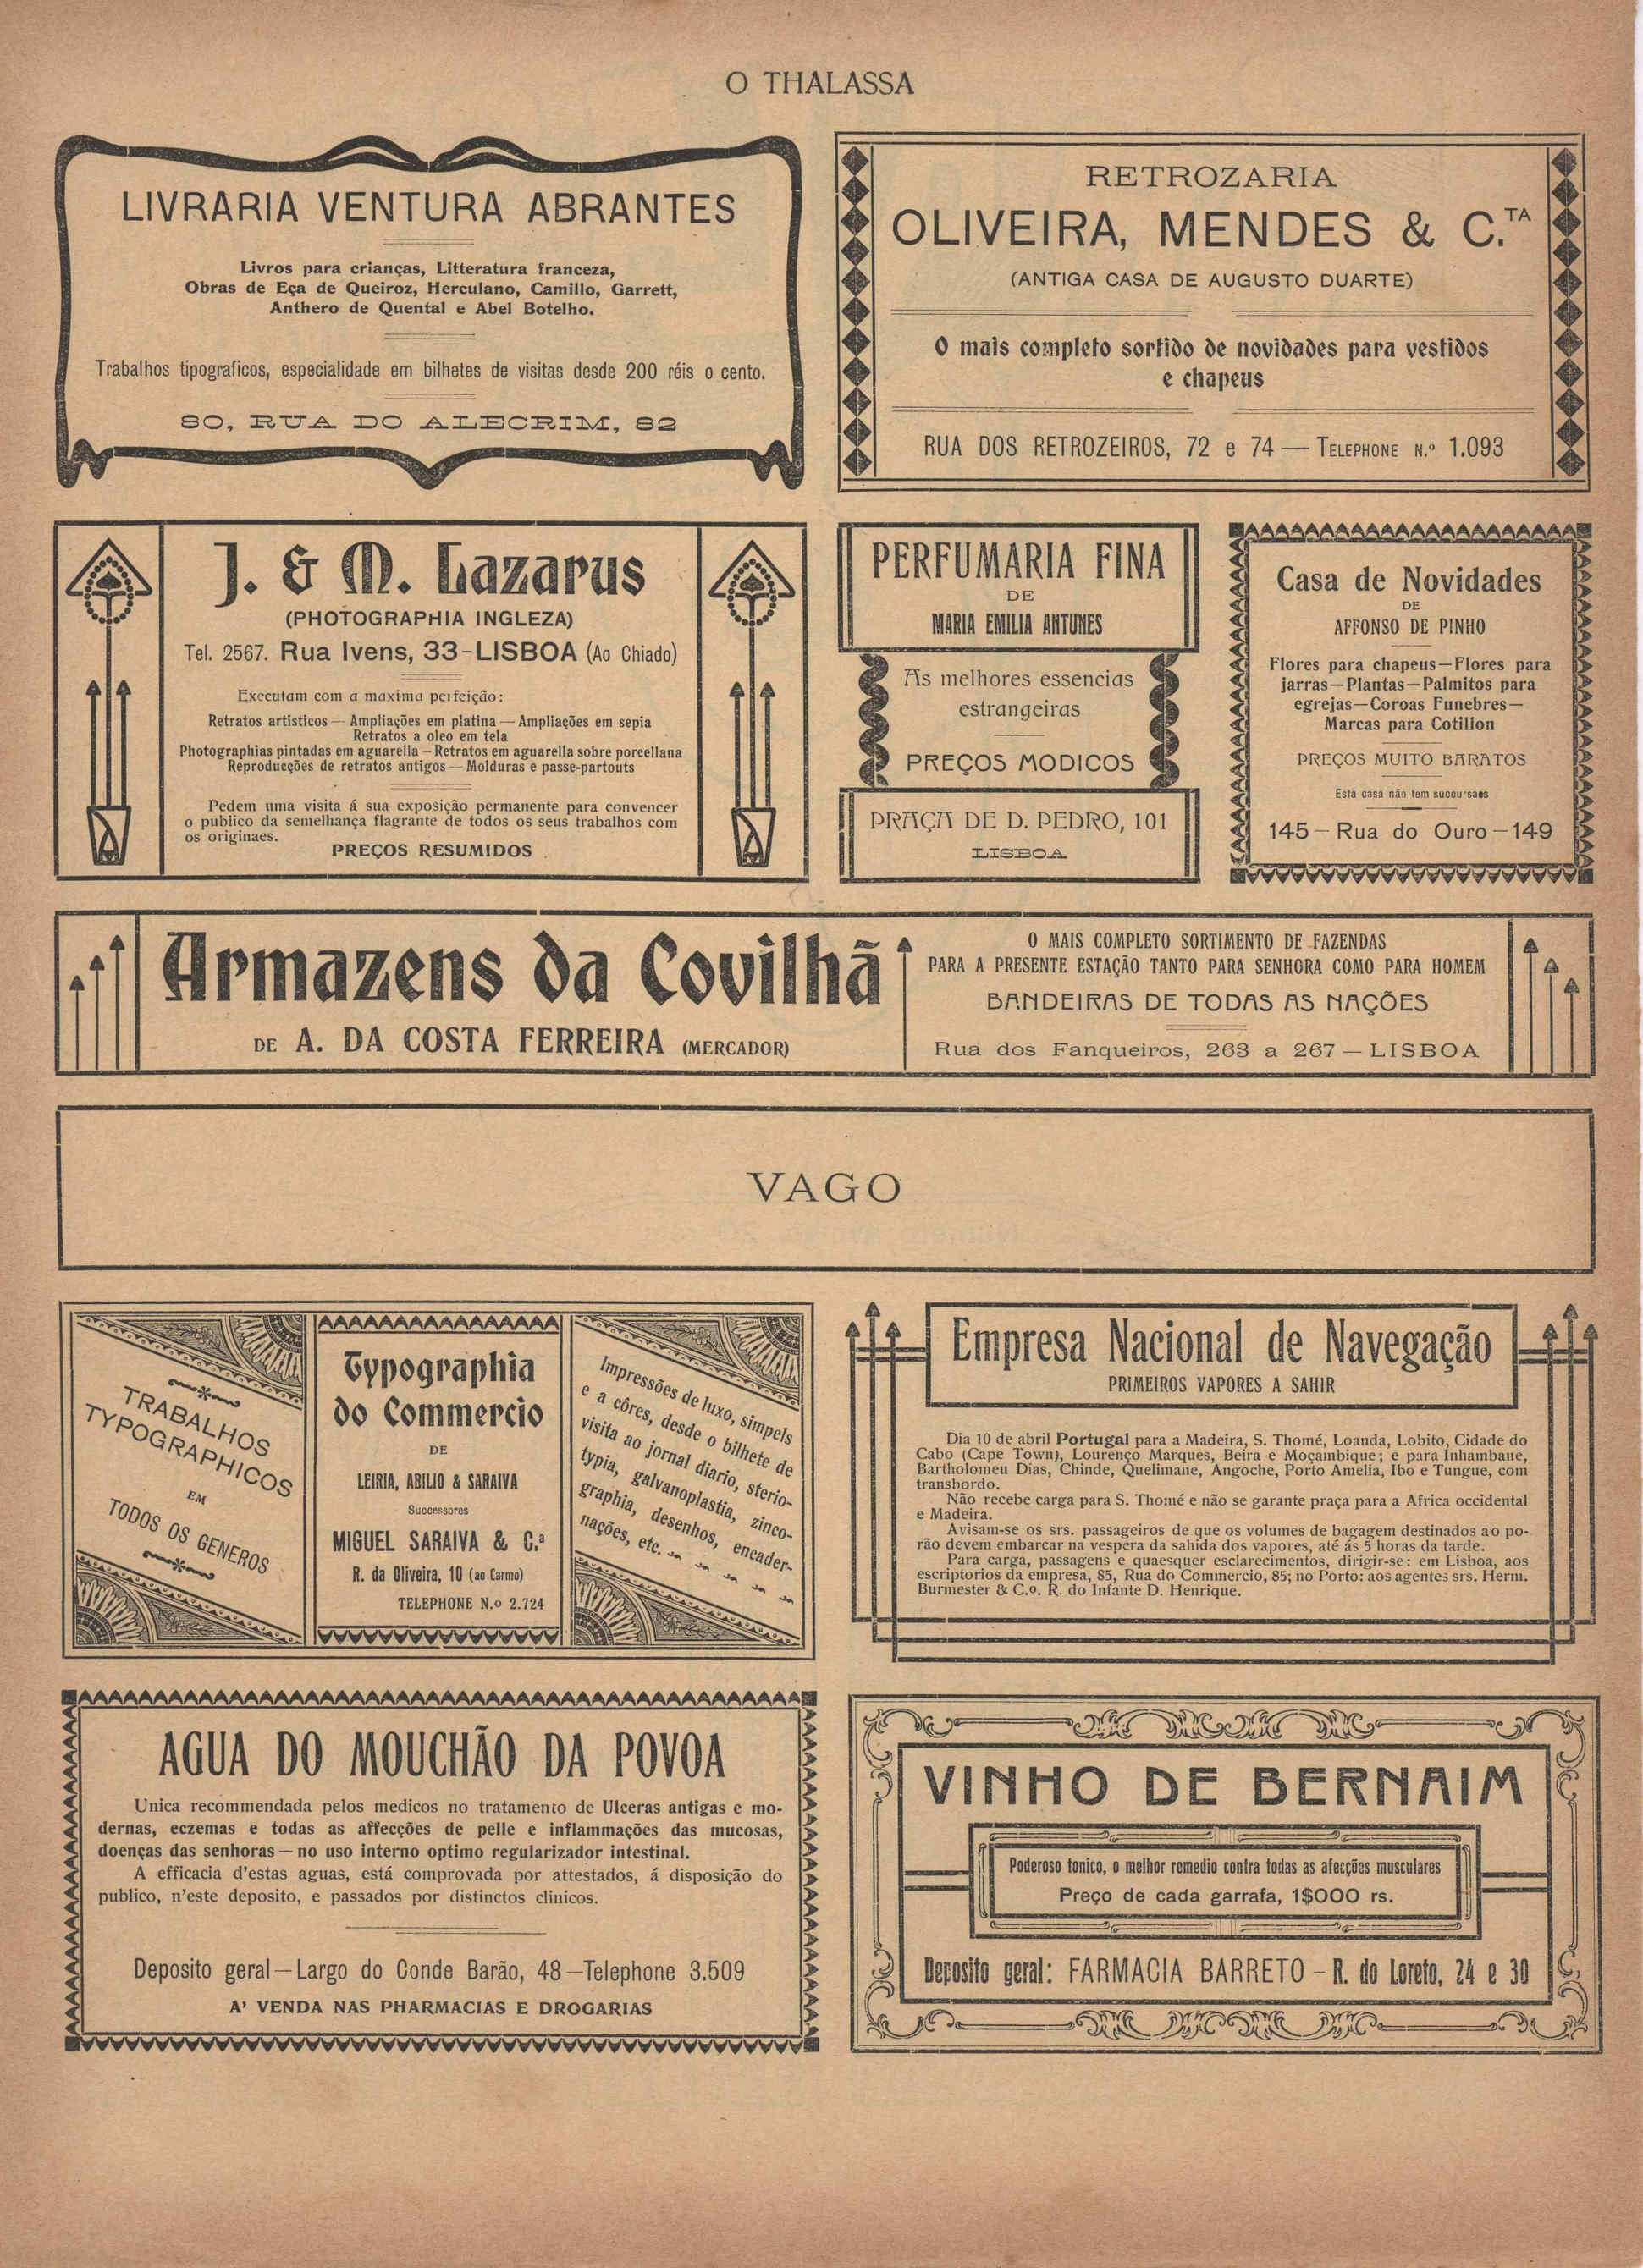 O THALASSA
LIVRARIA VENTURA ABRANTES
Livros para crianças, Litteratura franceza,
Obras de Eça de Queiroz, Herculano, Camillo, Garrett,
Anthero de Quental e Abel Botelho.
Trabalhos tipograficos, especialidade em bilhetes de visitas desde 200 réis o cento.
80, RUA DO ALECRIM, 82
RETROZARIA
OLIVEIRA, MENDES & C.TA
(ANTIGA CASA DE AUGUSTO DUARTE)
O mais completo sortido de novidades para vestidos
e chapeus
RUA DOS RETROZEIROS, 72 e 74 — TELEPHONE N.º 1.093
J. & M. Lazarus
(PHOTOGRAPHIA INGLEZA)
Tel. 2567. Rua Ivens, 33-LISBOA (Ao Chiado)
Executam com a maxima perfeição:
Retratos artisticos — Ampliações em platina — Ampliações em sepia
Retratos a oleo em tela
Photographias pintadas em aguarella — Retratos em aguarella sobre porcellana
Reproducções de retratos antigos — Molduras e passe-partouts
Pedem uma visita á sua exposição permanente para convencer
o publico da semelhança flagrante de todos os seus trabalhos com
os originaes.
PREÇOS RESUMIDOS
PERFUMARIA FINA
DE
MARIA EMILIA ANTUNES
As melhores essencias
estrangeiras
PREÇOS MODICOS
PRAÇA DE D. PEDRO, 101
LISBOA
Casa de Novidades
DE
AFFONSO DE PINHO
Flores para chapeus—Flores para
jarras—Plantas—Palmitos para
egrejas—Coroas Funebres—
Marcas para Cotillon
PREÇOS MUITO BARATOS
Esta casa não tem succursaes
145—Rua do Ouro—149
Armazens da Covilhã
DE A. DA COSTA FERREIRA (MERCADOR)
O MAIS COMPLETO SORTIMENTO DE FAZENDAS
PARA A PRESENTE ESTAÇÃO TANTO PARA SENHORA COMO PARA HOMEM
BANDEIRAS DE TODAS AS NAÇÕES
Rua dos Fanqueiros, 263 a 267 — LISBOA
VAGO
TRABALHOS
TYPOGRAPHICOS
EM
TODOS OS GENEROS
Typographia
do Commercio
DE
LEIRIA, ABILIO & SARAIVA
Successores
MIGUEL SARAIVA & C.ª
R. da Oliveira, 10 (ao Carmo)
TELEPHONE N.o 2.724
Impressões de luxo, simpels
e a côres, desde o bilhete de
visita ao jornal diario, sterio-
typia, galvanoplastia, zinco-
graphia, desenhos, encader-
nações, etc.
Empresa Nacional de Navegação
PRIMEIROS VAPORES A SAHIR
Dia 10 de abril Portugal para a Madeira, S. Thomé, Loanda, Lobito, Cidade do
Cabo (Cape Town), Lourenço Marques, Beira e Moçambique; e para Inhambane,
Bartholomeu Dias, Chinde, Quelimane, Angoche, Porto Amelia, Ibo e Tungue, com
transbordo.
Não recebe carga para S. Thomé e não se garante praça para a Africa occidental
e Madeira.
Avisam-se os srs. passageiros de que os volumes de bagagem destinados ao po-
rão devem embarcar na vespera da sahida dos vapores, até ás 5 horas da tarde.
Para carga, passagens e quaesquer esclarecimentos, dirigir-se: em Lisboa, aos
escriptorios da empresa, 85, Rua do Commercio, 85; no Porto: aos agentes srs. Herm.
Burmester & C.o. R. do Infante D. Henrique.
AGUA DO MOUCHÃO DA POVOA
Unica recommendada pelos medicos no tratamento de Ulceras antigas e mo-
dernas, eczemas e todas as affecções de pelle e inflammações das mucosas,
doenças das senhoras — no uso interno optimo regularizador intestinal.
A efficacia d'estas aguas, está comprovada por attestados, á disposição do
publico, n'este deposito, e passados por distinctos clinicos.
Deposito geral—Largo do Conde Barão, 48—Telephone 3.509
A' VENDA NAS PHARMACIAS E DROGARIAS
VINHO DE BERNAIM
Poderoso tonico, o melhor remedio contra todas as afecções musculares
Preço de cada garrafa, 1$000 rs.
Deposito geral: FARMACIA BARRETO – R. do Loreto, 24 e 30